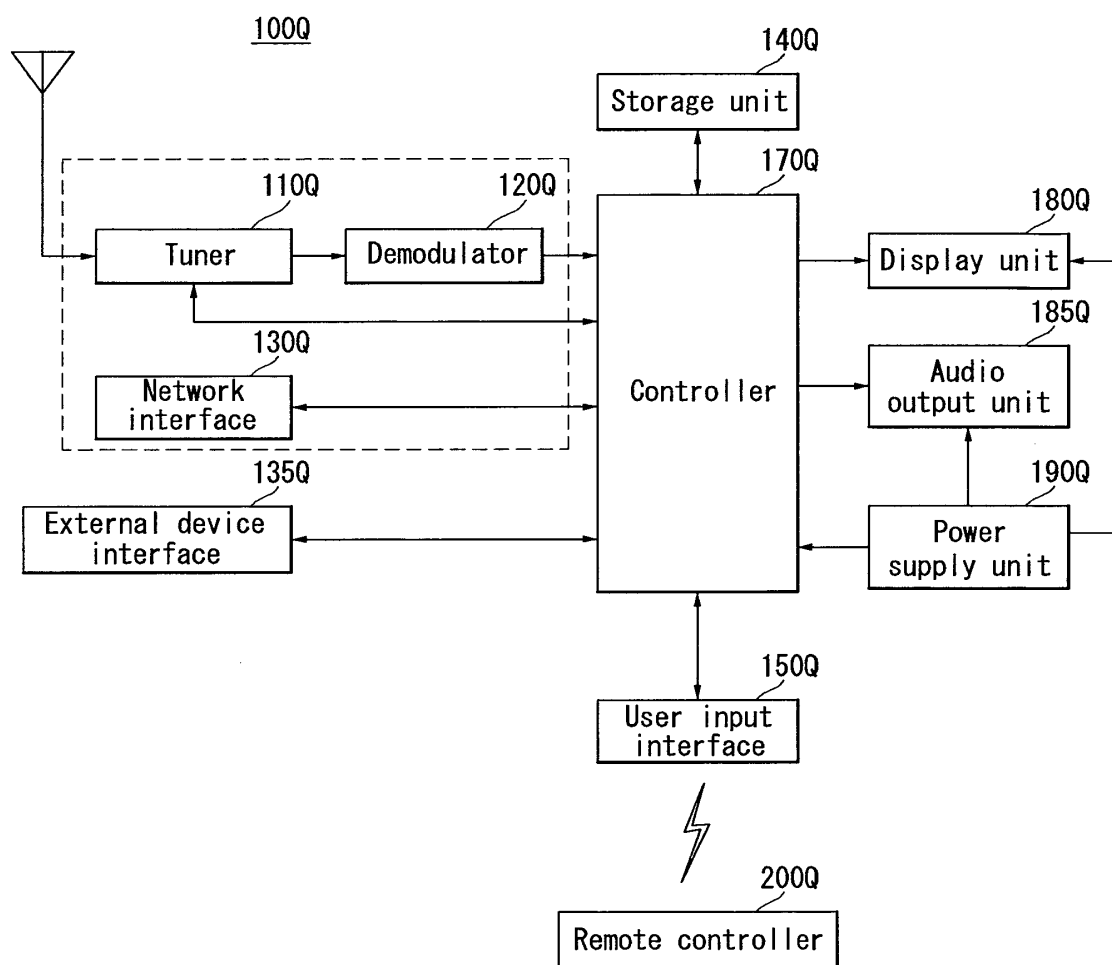 100Q
140Q
Storage unit
170Q
110Q
120Q
Tuner
Demodulator
180Q
Display unit
185Q
Audio
output unit
130Q
Network
interface
Controller
135Q
External device
interface
190Q
Power
supply unit
150Q
User input
interface
200Q
Remote controller